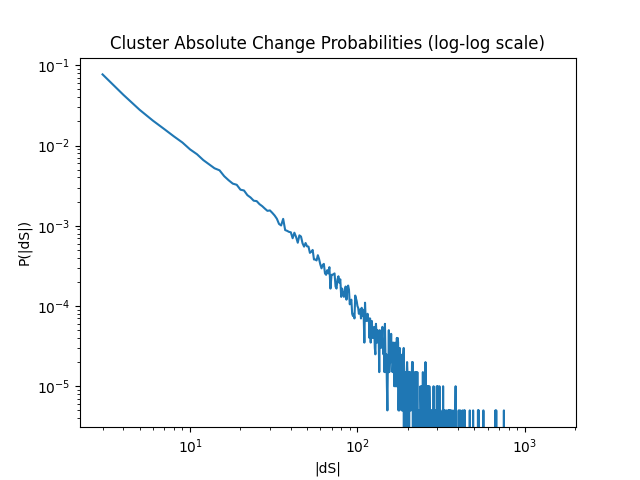 Cluster Absolute Change Probabilities (log-log scale)
10⁻¹
10⁻²
10⁻³
10⁻⁴
10⁻⁵
P(|dS|)
10¹ 10² 10³
|dS|